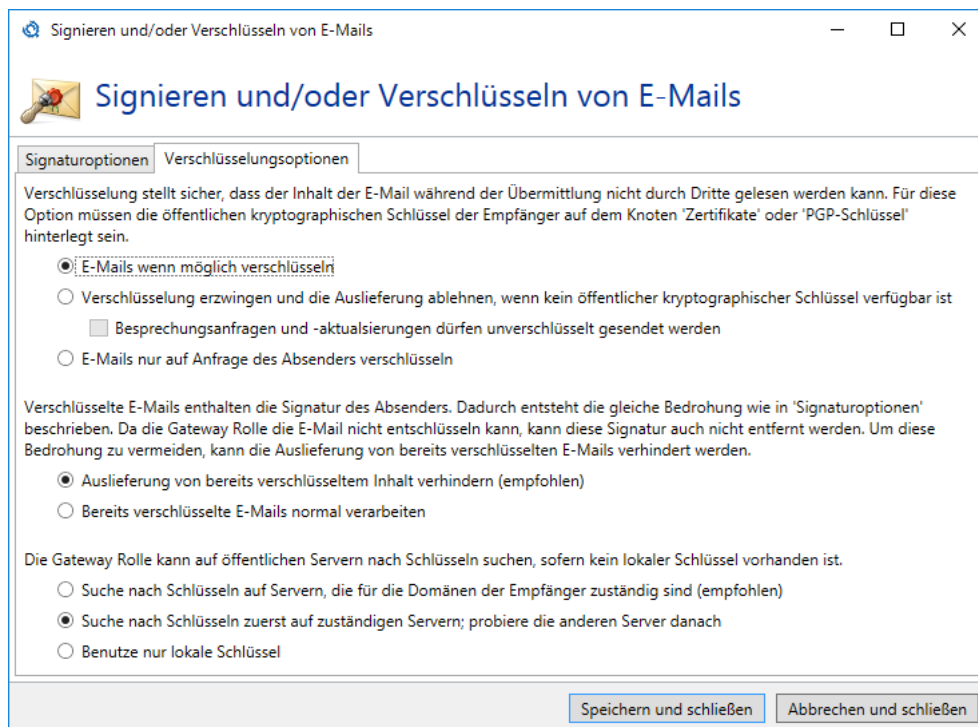 Signieren und/oder Verschlüsseln von E-Mails
Signieren und/oder Verschlüsseln von E-Mails
Signaturoptionen
Verschlüsselungsoptionen
Verschlüsselung stellt sicher, dass der Inhalt der E-Mail während der Übermittlung nicht durch Dritte gelesen werden kann. Für diese
Option müssen die öffentlichen kryptographischen Schlüssel der Empfänger auf dem Knoten 'Zertifikate' oder 'PGP-Schlüssel'
hinterlegt sein.
E-Mails wenn möglich verschlüsseln
Verschlüsselung erzwingen und die Auslieferung ablehnen, wenn kein öffentlicher kryptographischer Schlüssel verfügbar ist
Besprechungsanfragen und -aktualsierungen dürfen unverschlüsselt gesendet werden
E-Mails nur auf Anfrage des Absenders verschlüsseln
Verschlüsselte E-Mails enthalten die Signatur des Absenders. Dadurch entsteht die gleiche Bedrohung wie in 'Signaturoptionen'
beschrieben. Da die Gateway Rolle die E-Mail nicht entschlüsseln kann, kann diese Signatur auch nicht entfernt werden. Um diese
Bedrohung zu vermeiden, kann die Auslieferung von bereits verschlüsselten E-Mails verhindert werden.
Auslieferung von bereits verschlüsseltem Inhalt verhindern (empfohlen)
Bereits verschlüsselte E-Mails normal verarbeiten
Die Gateway Rolle kann auf öffentlichen Servern nach Schlüsseln suchen, sofern kein lokaler Schlüssel vorhanden ist.
Suche nach Schlüsseln auf Servern, die für die Domänen der Empfänger zuständig sind (empfohlen)
Suche nach Schlüsseln zuerst auf zuständigen Servern; probiere die anderen Server danach
Benutze nur lokale Schlüssel
Speichern und schließen
Abbrechen und schließen